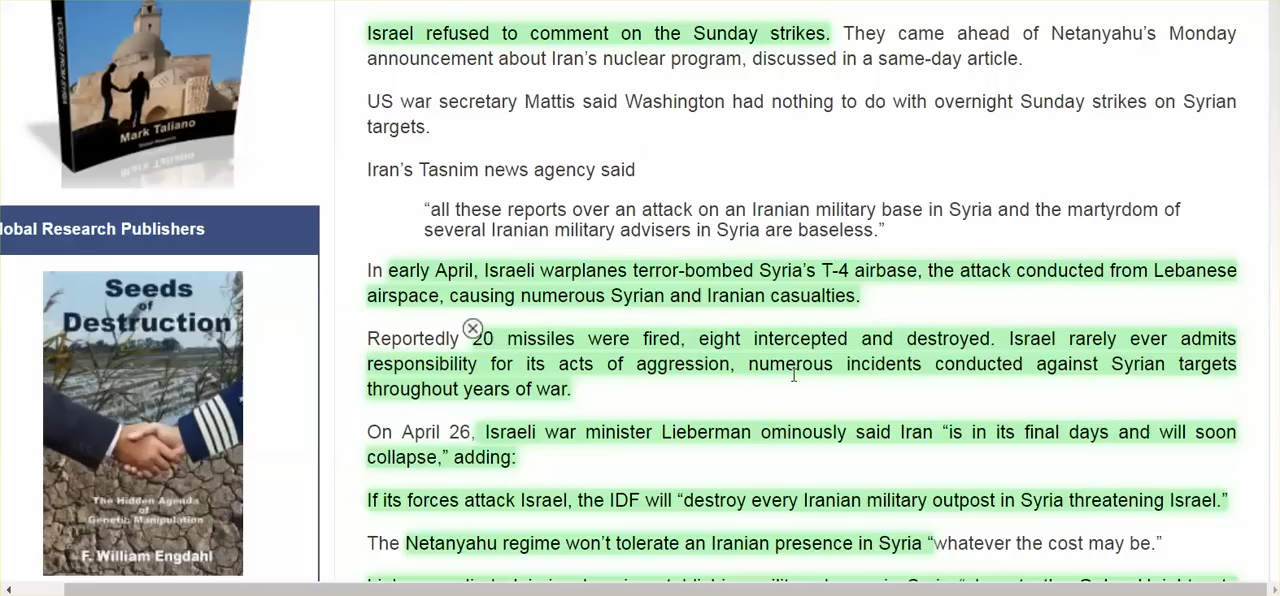 Israel refused to comment on the Sunday strikes. They came ahead of Netanyahu's Monday
announcement about Iran's nuclear program, discussed in a same-day article.
US war secretary Mattis said Washington had nothing to do with overnight Sunday strikes on Syrian
targets.
Iran's Tasnim news agency said
“all these reports over an attack on an Iranian military base in Syria and the martyrdom of
several Iranian military advisers in Syria are baseless.”
In early April, Israeli warplanes terror-bombed Syria's T-4 airbase, the attack conducted from Lebanese
airspace, causing numerous Syrian and Iranian casualties.
Reportedly 20 missiles were fired, eight intercepted and destroyed. Israel rarely ever admits
responsibility for its acts of aggression, numerous incidents conducted against Syrian targets
throughout years of war.
On April 26, Israeli war minister Lieberman ominously said Iran “is in its final days and will soon
collapse,” adding:
If its forces attack Israel, the IDF will “destroy every Iranian military outpost in Syria threatening Israel.”
The Netanyahu regime won't tolerate an Iranian presence in Syria “whatever the cost may be.”
Mark Taliano
lobal Research Publishers
Seeds
of
Destruction
The Hidden Agenda
of
Genetic Manipulation
F. William Engdahl